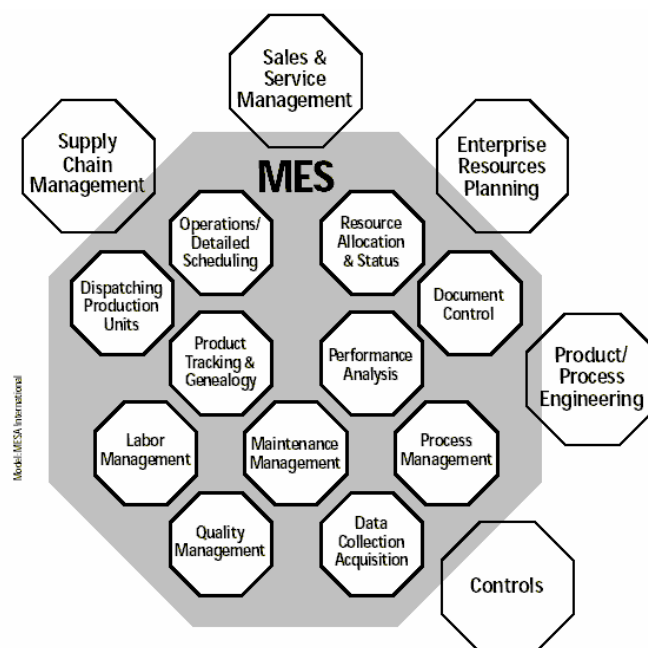 Sales &
Service
Management
Supply
Chain
Management
Enterprise
Resources
Planning
MES
Operations/
Detailed
Scheduling
Resource
Allocation
& Status
Dispatching
Production
Units
Document
Control
Product
Tracking &
Genealogy
Performance
Analysis
Product/
Process
Engineering
Labor
Management
Maintenance
Management
Process
Management
Quality
Management
Data
Collection
Acquisition
Controls
Model: MESA International